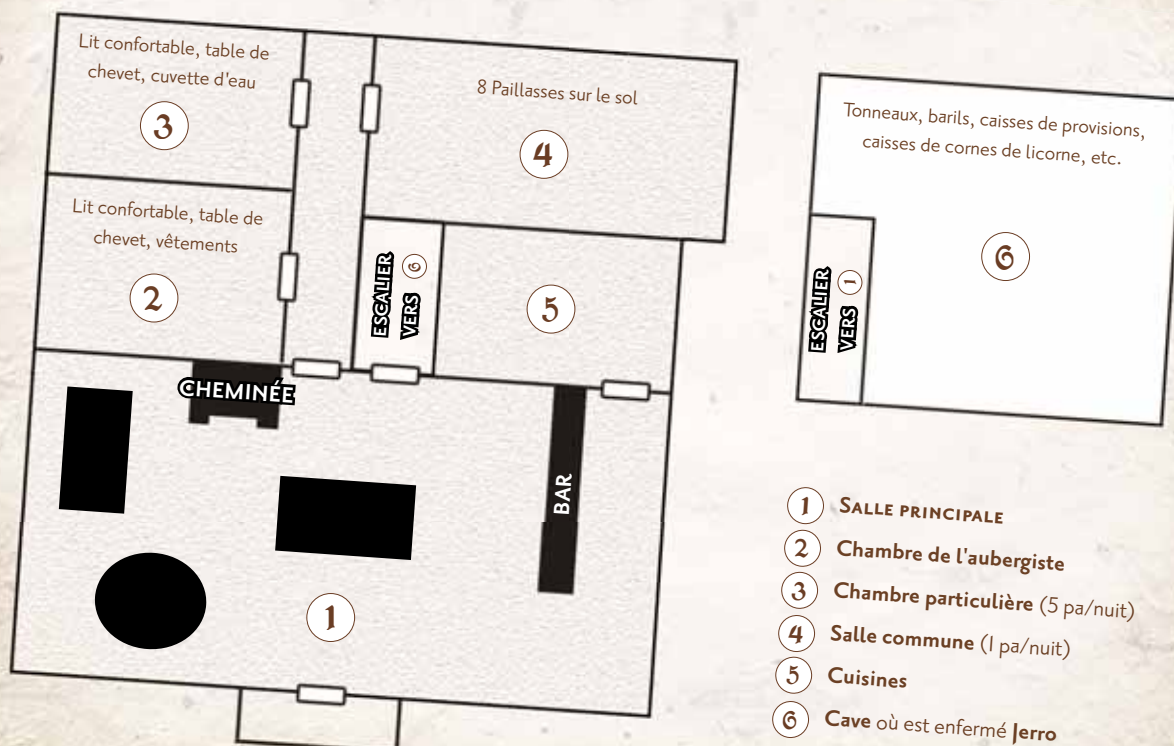 Lit confortable, table de
chevet, cuvette d'eau
3
8 Paillasses sur le sol
4
Lit confortable, table de
chevet, vêtements
2
ESCALIER
VERS 6
5
CHEMINÉE
BAR
1
Tonneaux, barils, caisses de provisions,
caisses de cornes de licorne, etc.
6
ESCALIER
VERS 1
1 SALLE PRINCIPALE
2 Chambre de l'aubergiste
3 Chambre particulière (5 pa/nuit)
4 Salle commune (1 pa/nuit)
5 Cuisines
6 Cave où est enfermé Jerro